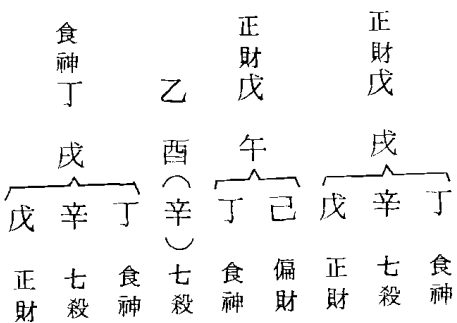 食神 正財 正財
丁 乙 戊 戊
戌 酉 午 戌
戊 辛 丁 (辛) 丁 己 戊 辛 丁
正財 七殺 食神 七殺 食神 偏財 正財 七殺 食神